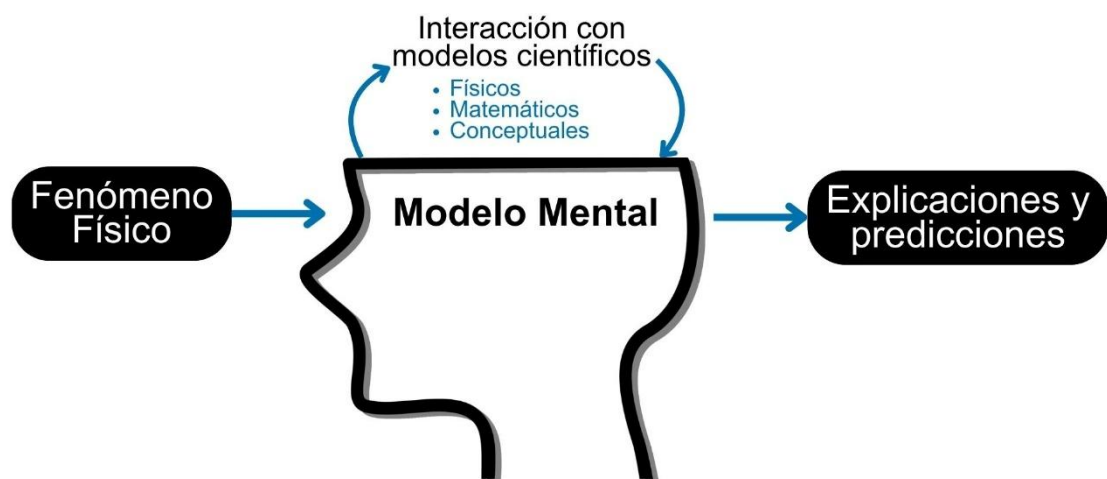 Interacción con
modelos científicos
• Físicos
• Matemáticos
• Conceptuales
Fenómeno
Físico
Modelo Mental
Explicaciones y
predicciones